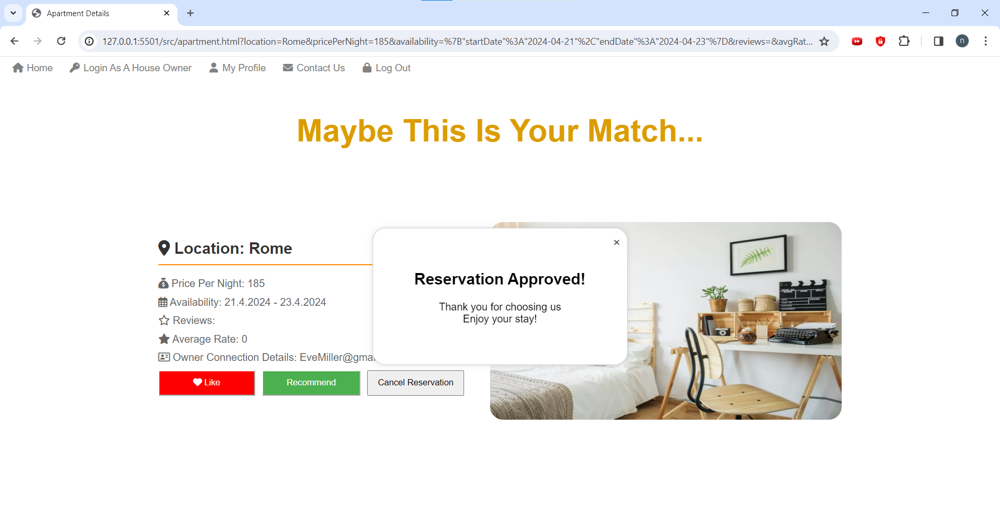 Apartment Details
127.0.0.1:5501/src/apartment.html?location=Rome&pricePerNight=185&availability=%7B"startDate"%3A"2024-04-21"%2C"endDate"%3A"2024-04-23"%7D&reviews=&avgRat...
n
Home Login As A House Owner My Profile Contact Us Log Out
Maybe This Is Your Match...
Location: Rome
Price Per Night: 185
Availability: 21.4.2024 - 23.4.2024
Reviews:
Average Rate: 0
Owner Connection Details: EveMiller@gma
Like Recommend Cancel Reservation
×
Reservation Approved!
Thank you for choosing us
Enjoy your stay!